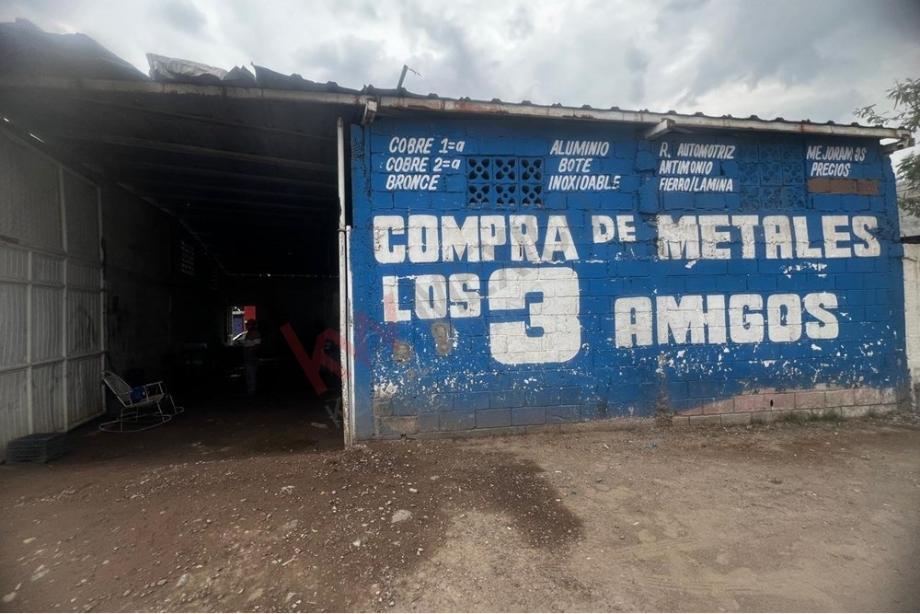 COBRE 1=a
COBRE 2=a
BRONCE
ALUMINIO
BOTE
INOXIDABLE
R. AUTOMOTRIZ
ANTIMONIO
FIERRO/LAMINA
MEJORAMOS
PRECIOS
COMPRA DE METALES
LOS 3 AMIGOS